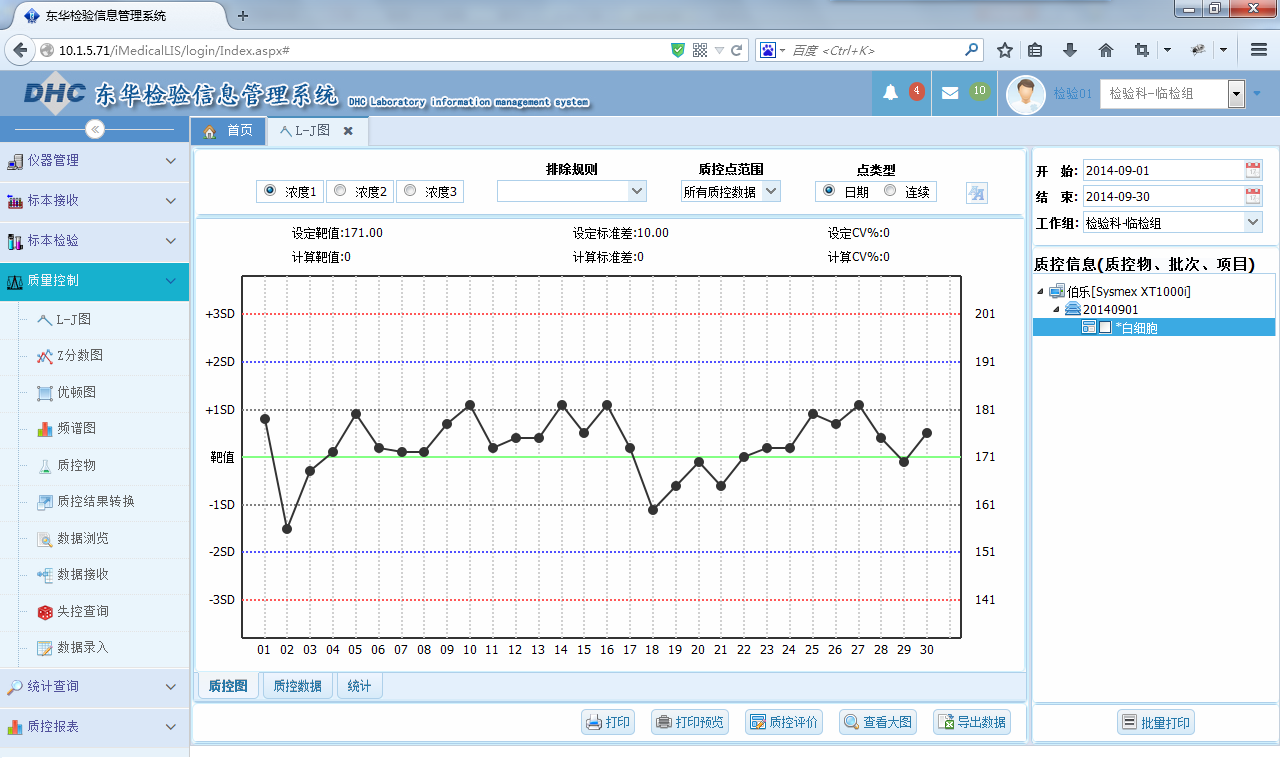 东华检验信息管理系统
10.1.5.71/iMedicalLIS/login/Index.aspx#
百度 <Ctrl+K>
DHC 东华检验信息管理系统 DHC Laboratory information management system
4
10
检验01
检验科-临检组
首页
L-J图
仪器管理
标本接收
标本检验
质量控制
L-J图
Z分数图
优顿图
频谱图
质控物
质控结果转换
数据浏览
数据接收
失控查询
数据录入
统计查询
质控报表
排除规则 质控点范围 点类型
浓度1 浓度2 浓度3 所有质控数据 日期 连续
设定靶值:171.00 设定标准差:10.00 设定CV%:0
计算靶值:0 计算标准差:0 计算CV%:0
+3SD 201
+2SD 191
+1SD 181
靶值 171
-1SD 161
-2SD 151
-3SD 141
01 02 03 04 05 06 07 08 09 10 11 12 13 14 15 16 17 18 19 20 21 22 23 24 25 26 27 28 29 30
质控图 质控数据 统计
打印 打印预览 质控评价 查看大图 导出数据
开 始: 2014-09-01
结 束: 2014-09-30
工作组: 检验科-临检组
质控信息(质控物、批次、项目)
伯乐[Sysmex XT1000i]
20140901
*白细胞
批量打印